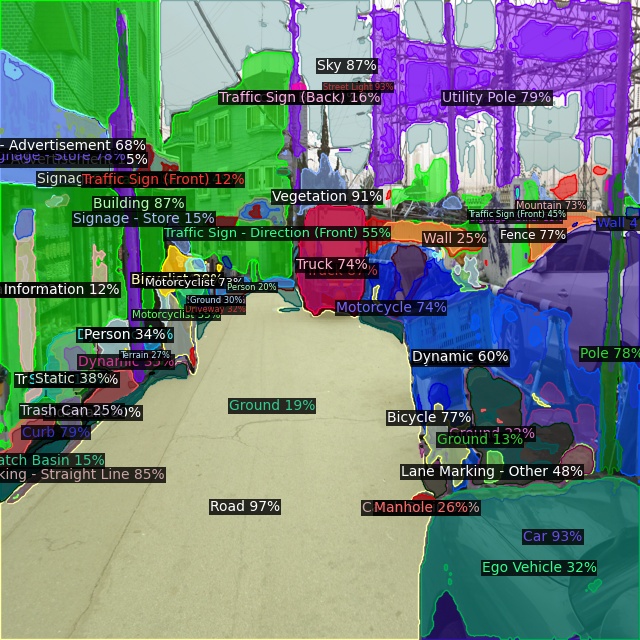 Sky 87%
Street Light 93%
Traffic Sign (Back) 16%
Utility Pole 79%
- Advertisement 68%
Traffic Sign (Front) 12%
Vegetation 91%
Mountain 73%
Building 87%
Signage - Store 15%
Traffic Sign (Front) 45%
Traffic Sign - Direction (Front) 55%
Wall 25%
Fence 77%
Truck 74%
Information 12%
Motorcyclist 73%
Person 20%
Ground 30%
Driveway 32%
Motorcycle 74%
Person 34%
Terrain 27%
Dynamic 60%
Pole 78%
Static 38%
Trash Can 25%
Ground 19%
Bicycle 77%
Curb 79%
Ground 13%
atch Basin 15%
king - Straight Line 85%
Lane Marking - Other 48%
Road 97%
Manhole 26%
Car 93%
Ego Vehicle 32%